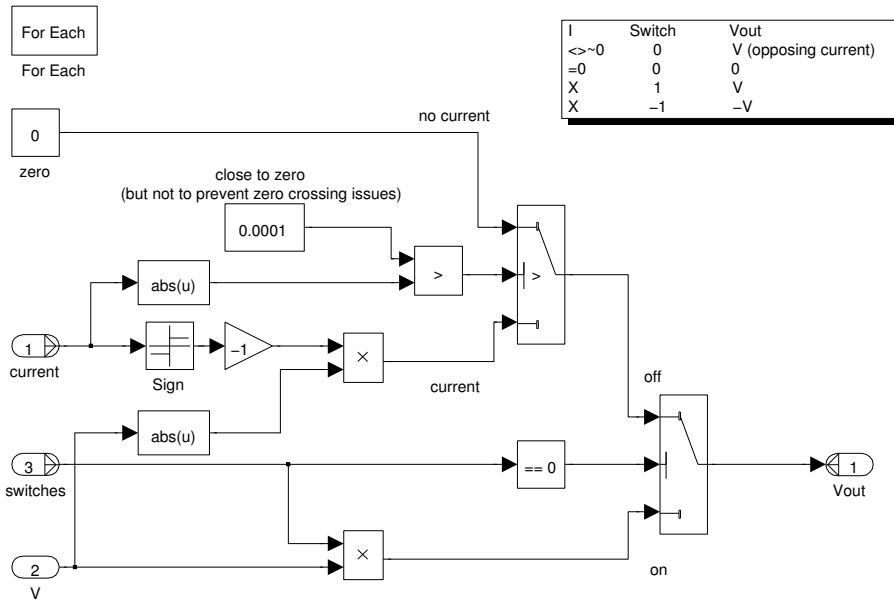 For Each
For Each
I Switch Vout
<>~0 0 V (opposing current)
=0 0 0
X 1 V
X −1 −V
no current
0
zero
close to zero
(but not to prevent zero crossing issues)
0.0001
>
>
abs(u)
1
current
Sign
−1
×
current
off
abs(u)
3
switches
== 0
1
Vout
×
on
2
V